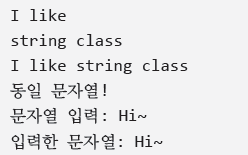 I like
string class
I like string class
동일 문자열!
문자열 입력: Hi~
입력한 문자열: Hi~